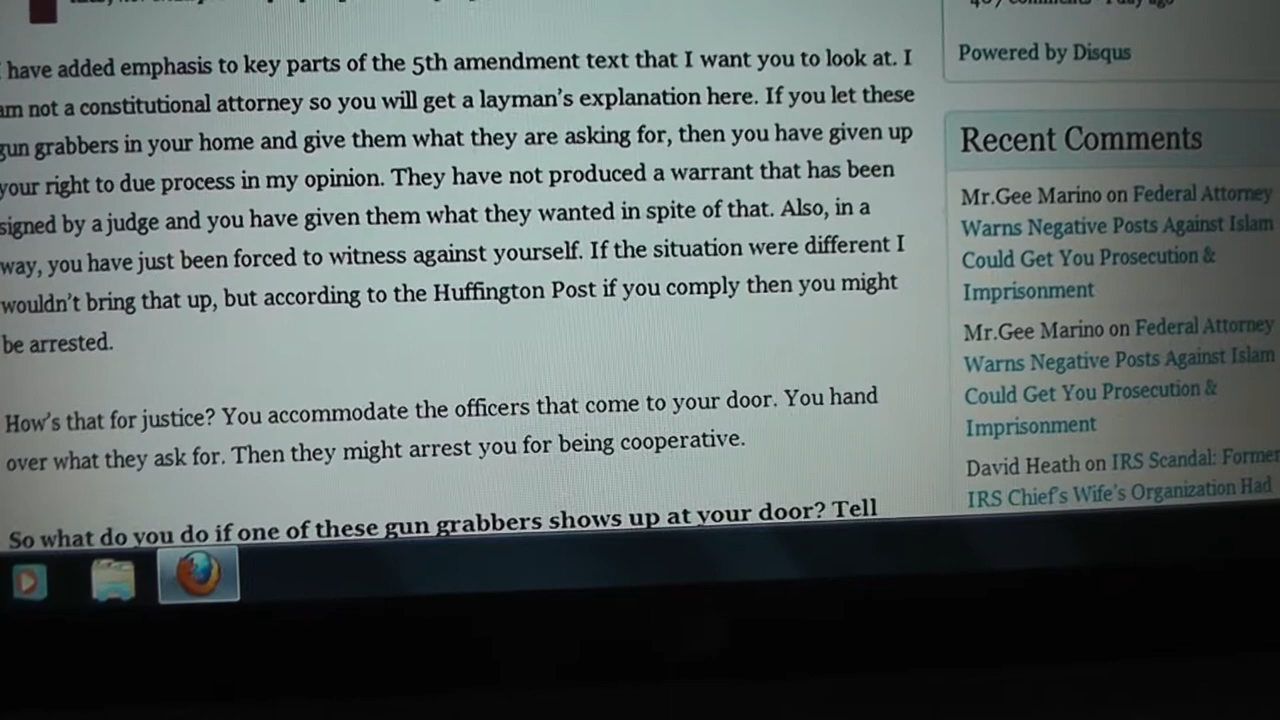 have added emphasis to key parts of the 5th amendment text that I want you to look at. I
am not a constitutional attorney so you will get a layman's explanation here. If you let these
gun grabbers in your home and give them what they are asking for, then you have given up
your right to due process in my opinion. They have not produced a warrant that has been
signed by a judge and you have given them what they wanted in spite of that. Also, in a
way, you have just been forced to witness against yourself. If the situation were different I
wouldn't bring that up, but according to the Huffington Post if you comply then you might
be arrested.
How's that for justice? You accommodate the officers that come to your door. You hand
over what they ask for. Then they might arrest you for being cooperative.
So what do you do if one of these gun grabbers shows up at your door? Tell
Powered by Disqus
Recent Comments
Mr.Gee Marino on Federal Attorney
Warns Negative Posts Against Islam
Could Get You Prosecution &
Imprisonment
Mr.Gee Marino on Federal Attorney
Warns Negative Posts Against Islam
Could Get You Prosecution &
Imprisonment
David Heath on IRS Scandal: Former
IRS Chief's Wife's Organization Had